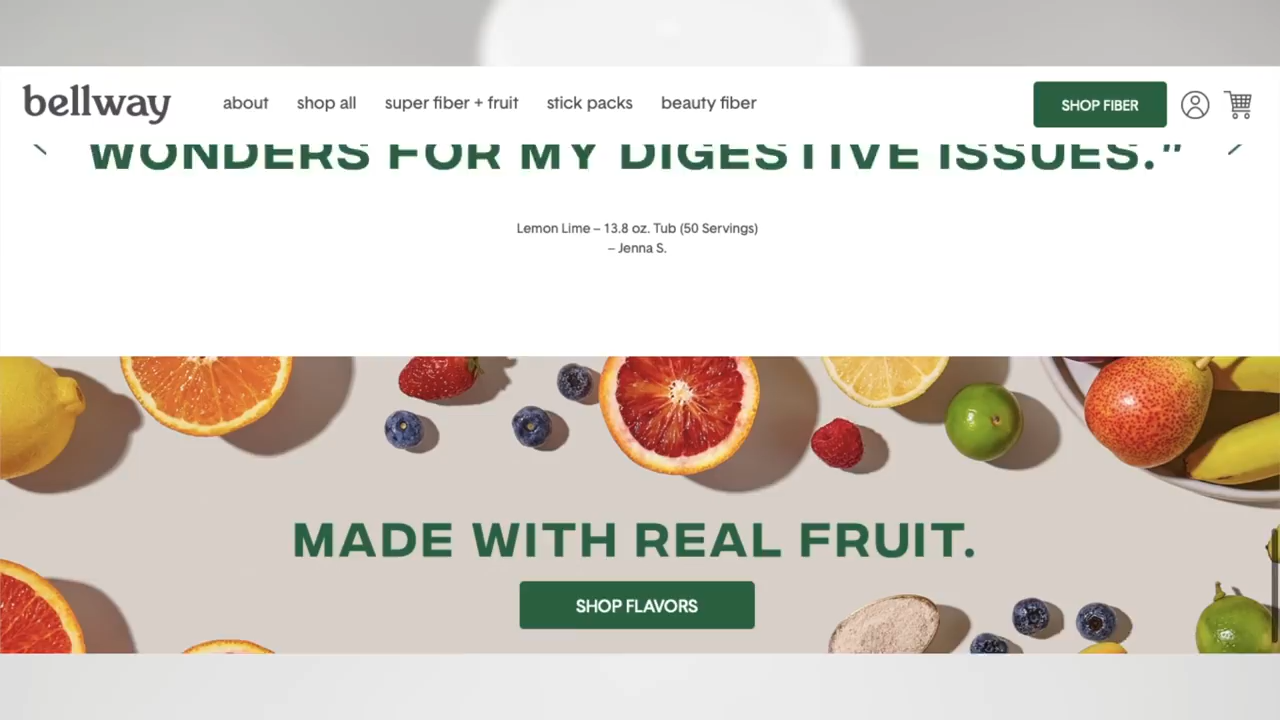 bellway
about shop all super fiber + fruit stick packs beauty fiber
SHOP FIBER
WONDERS FOR MY DIGESTIVE ISSUES.”
Lemon Lime – 13.8 oz. Tub (50 Servings)
– Jenna S.
MADE WITH REAL FRUIT.
SHOP FLAVORS